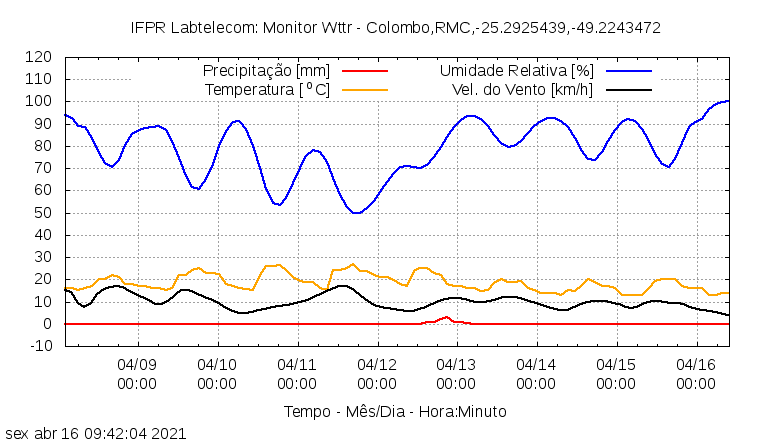 IFPR Labtelecom: Monitor Wttr - Colombo,RMC,-25.2925439,-49.2243472
Precipitação [mm]
Temperatura [ ⁰C]
Umidade Relativa [%]
Vel. do Vento [km/h]
120
110
100
90
80
70
60
50
40
30
20
10
0
-10
04/09 04/10 04/11 04/12 04/13 04/14 04/15 04/16
00:00 00:00 00:00 00:00 00:00 00:00 00:00 00:00
Tempo - Mês/Dia - Hora:Minuto
sex abr 16 09:42:04 2021